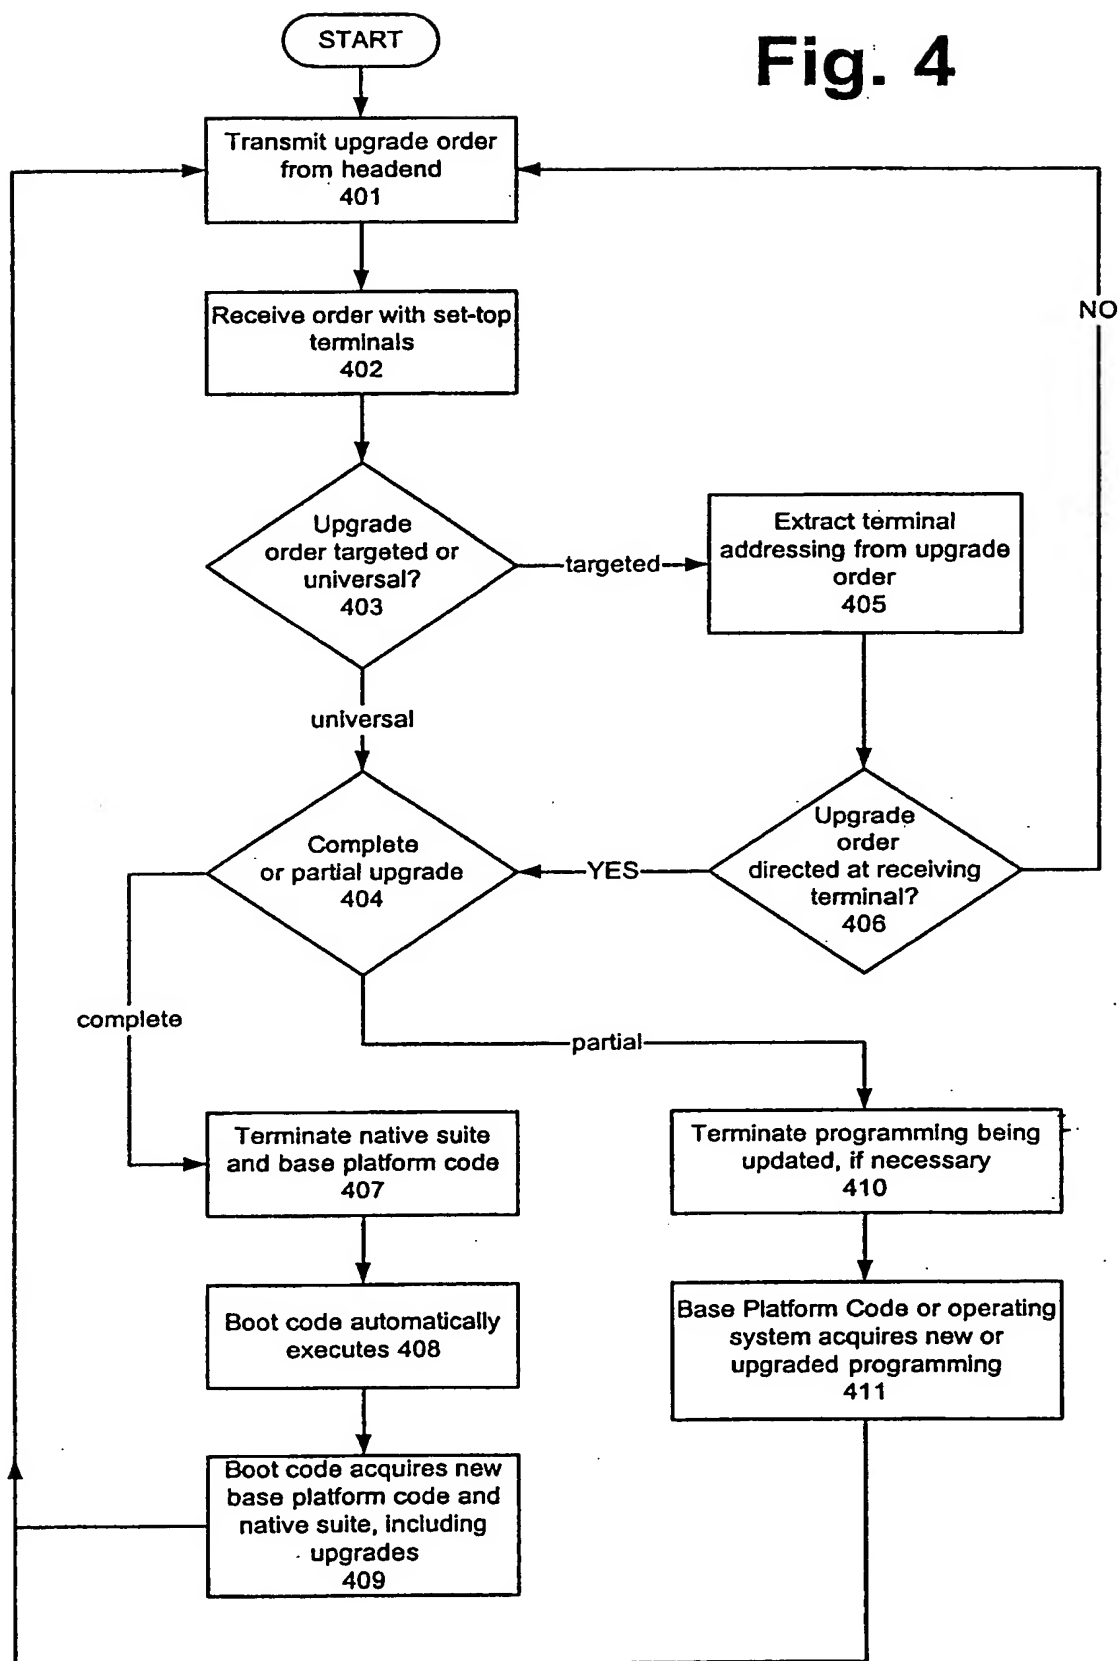 START
Fig. 4
Transmit upgrade order
from headend
401
NO
Receive order with set-top
terminals
402
Upgrade
order targeted or
universal?
403
targeted
Extract terminal
addressing from upgrade
order
405
universal
Complete
or partial upgrade
404
YES
Upgrade
order
directed at receiving
terminal?
406
complete
partial
Terminate native suite
and base platform code
407
Terminate programming being
updated, if necessary
410
Boot code automatically
executes 408
Base Platform Code or operating
system acquires new or
upgraded programming
411
Boot code acquires new
base platform code and
native suite, including
upgrades
409